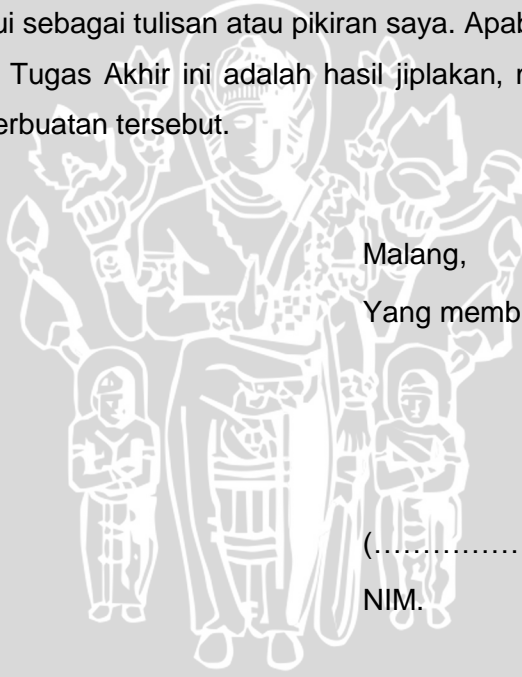 ui sebagai tulisan atau pikiran saya. Apab
Tugas Akhir ini adalah hasil jiplakan, 
erbuatan tersebut.
Malang,
Yang memb
(……………
NIM.